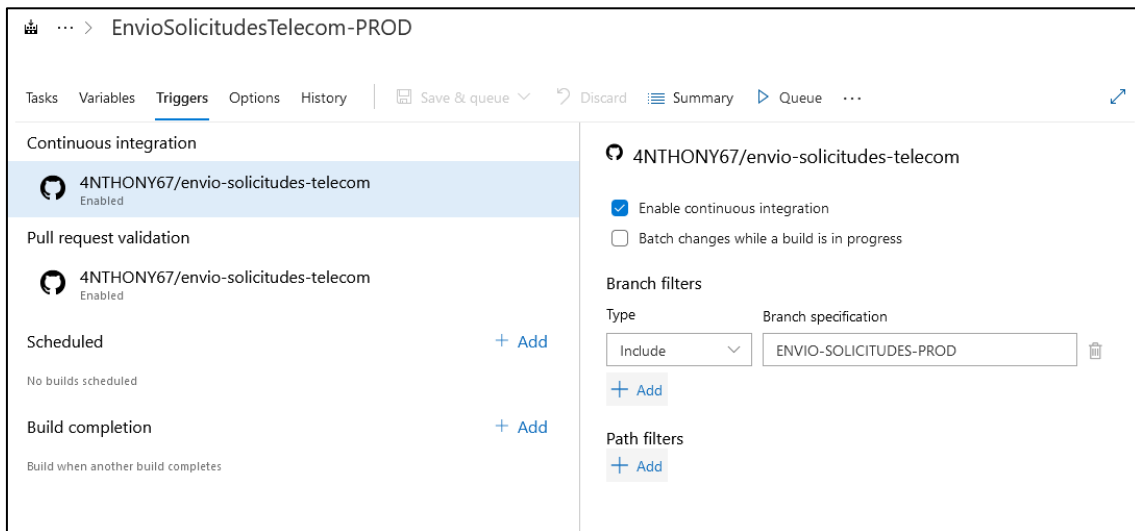 ... > EnvioSolicitudesTelecom-PROD
Tasks Variables Triggers Options History Save & queue Discard Summary Queue ...
Continuous integration
4NTHONY67/envio-solicitudes-telecom
Enabled
Pull request validation
4NTHONY67/envio-solicitudes-telecom
Enabled
Scheduled + Add
No builds scheduled
Build completion + Add
Build when another build completes
4NTHONY67/envio-solicitudes-telecom
Enable continuous integration
Batch changes while a build is in progress
Branch filters
Type Branch specification
Include ENVIO-SOLICITUDES-PROD
+ Add
Path filters
+ Add